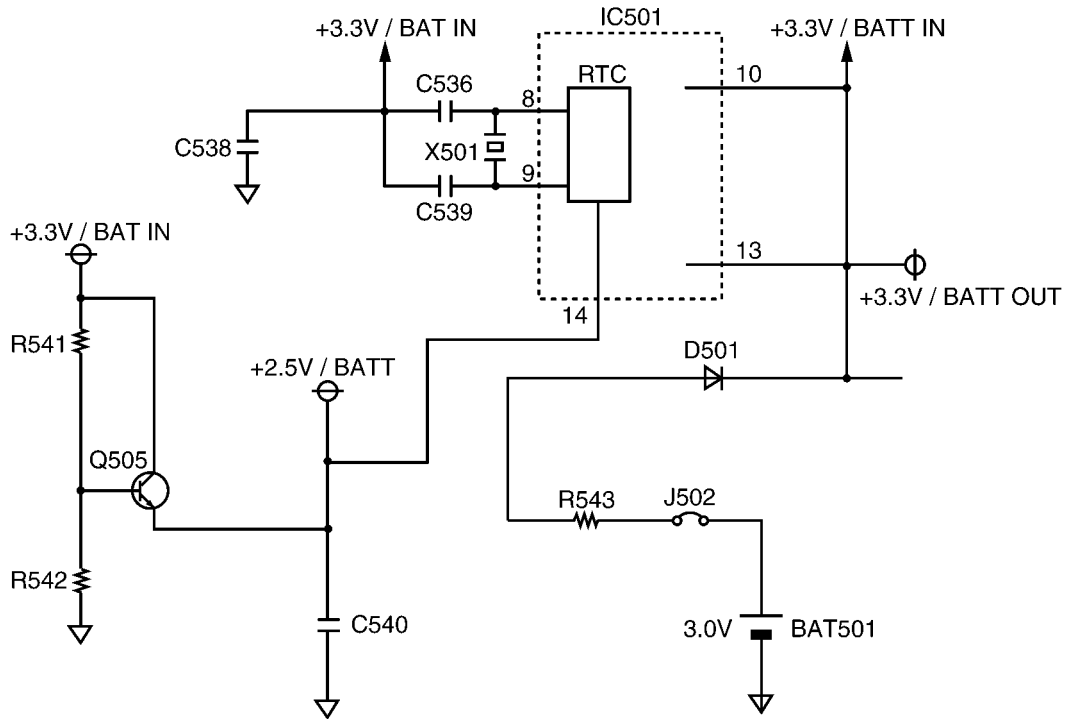 IC501
+3.3V / BAT IN
+3.3V / BATT IN
RTC
10
C536
8
C538
X501
9
C539
+3.3V / BAT IN
13
+3.3V / BATT OUT
14
R541
D501
+2.5V / BATT
Q505
R543
J502
R542
C540
3.0V
BAT501